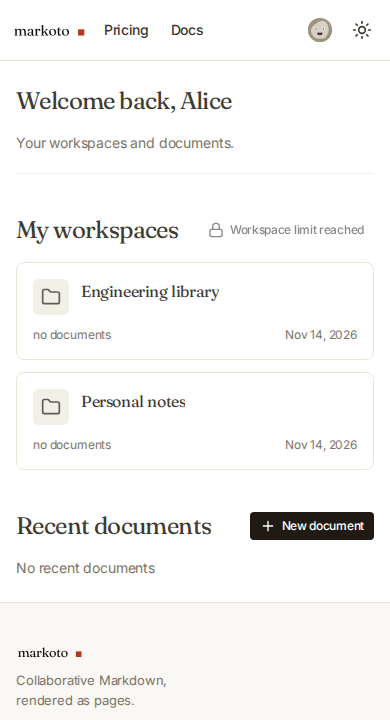 markoto
Pricing
Docs
Welcome back, Alice
Your workspaces and documents.
My workspaces
Workspace limit reached
Engineering library
no documents
Nov 14, 2026
Personal notes
no documents
Nov 14, 2026
Recent documents
New document
No recent documents
markoto
Collaborative Markdown,
rendered as pages.